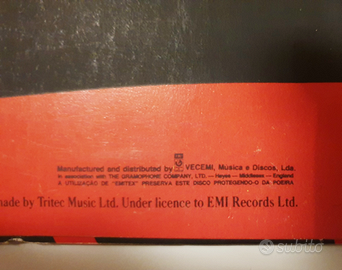 Manufactured and distributed by VECEMI, Musica e Discos, Lda.
in association with THE GRAMOPHONE COMPANY, LTD. — Hayes — Middlesex — England
A UTILIZAÇÃO DE "EMITEX" PRESERVA ESTE DISCO PROTEGENDO-O DA POEIRA
made by Tritec Music Ltd. Under licence to EMI Records Ltd.
subito